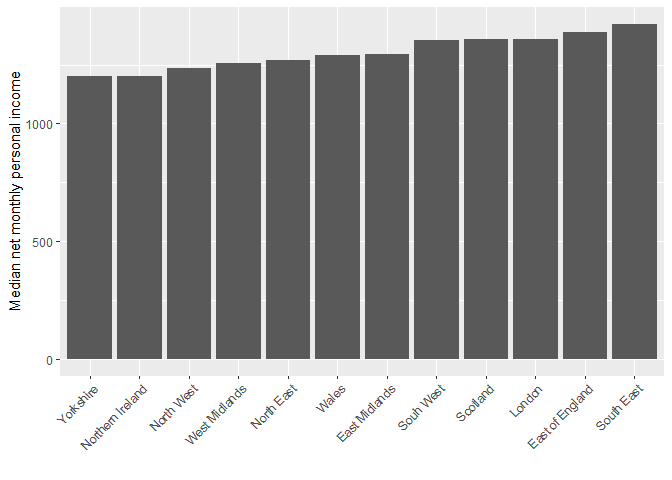 Median net monthly personal income
1000
500
0
Yorkshire
Northern Ireland
North West
West Midlands
North East
Wales
East Midlands
Souh West
Scotland
London
East of England
South East